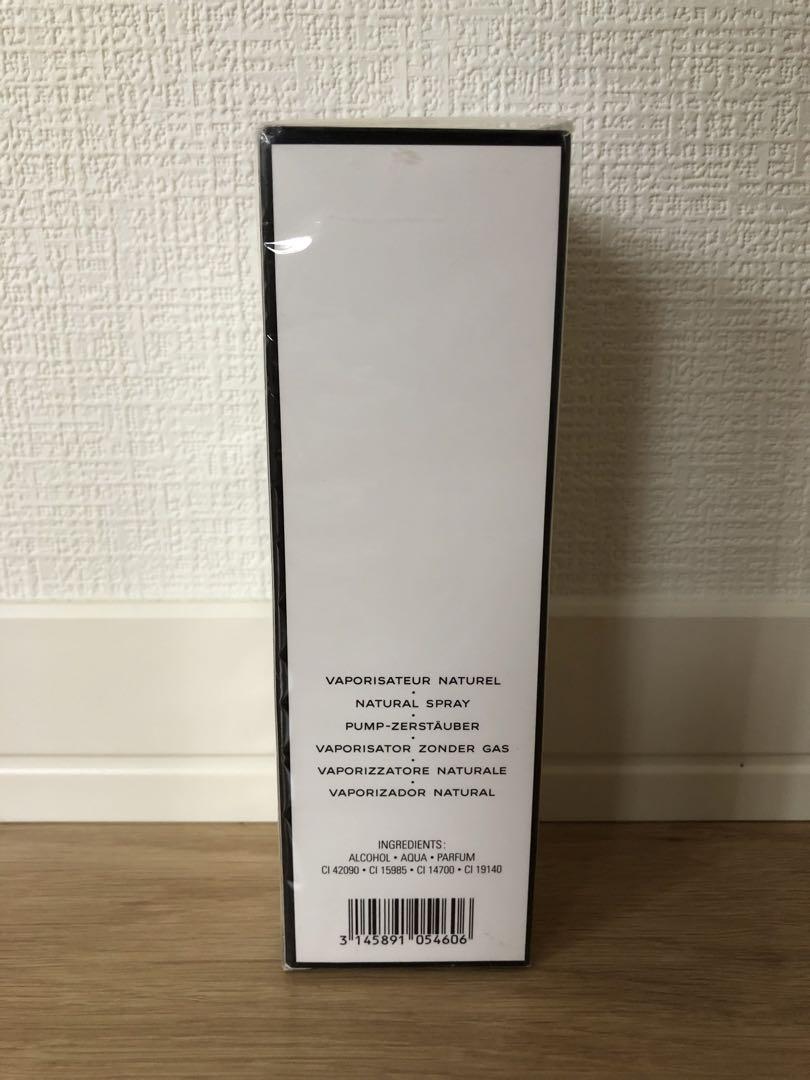 VAPORISATEUR NATUREL
•
NATURAL SPRAY
•
PUMP-ZERSTÄUBER
•
VAPORISATOR ZONDER GAS
•
VAPORIZZATORE NATURALE
•
VAPORIZADOR NATURAL
INGREDIENTS:
ALCOHOL • AQUA • PARFUM
CI 42090 • CI 15985 • CI 14700 • CI 19140
3 145891 054606